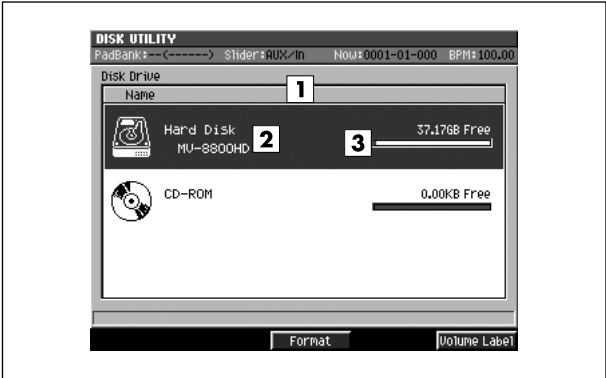 DISK UTILITY
PadBank:--(------) Slider:AUX/In Now:0001-01-000 BPM:100.00
Disk Drive
Name
1
Hard Disk 37.17GB Free
MV-8800HD 2 3
CD-ROM 0.00KB Free
Format Volume Label